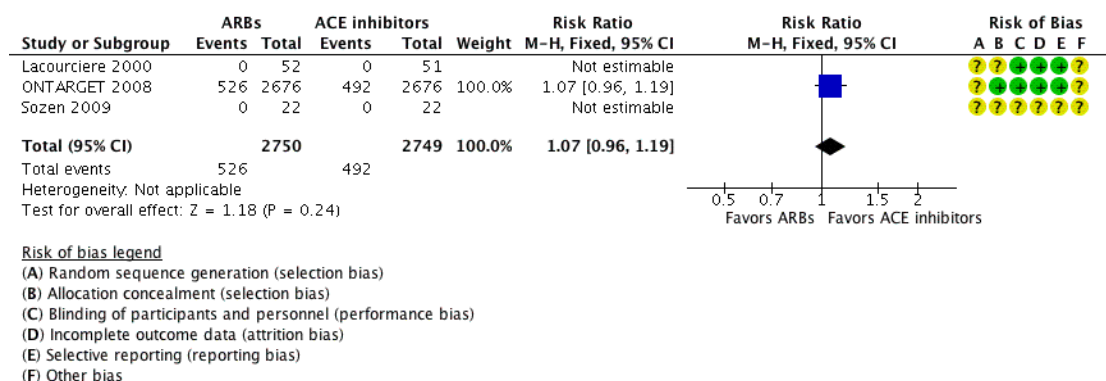 ARBs ACE inhibitors Risk Ratio Risk Ratio Risk of Bias
Study or Subgroup Events Total Events Total Weight M-H, Fixed, 95% CI M-H, Fixed, 95% CI A B C D E F
Lacourciere 2000 0 52 0 51 Not estimable ? ? + + + ?
ONTARGET 2008 526 2676 492 2676 100.0% 1.07 [0.96, 1.19] ? + + + + ?
Sozen 2009 0 22 0 22 Not estimable ? ? ? ? ? ?
Total (95% CI) 2750 2749 100.0% 1.07 [0.96, 1.19]
Total events 526 492
Heterogeneity: Not applicable
Test for overall effect: Z = 1.18 (P = 0.24)
0.5 0.7 1 1.5 2
Favors ARBs Favors ACE inhibitors
Risk of bias legend
(A) Random sequence generation (selection bias)
(B) Allocation concealment (selection bias)
(C) Blinding of participants and personnel (performance bias)
(D) Incomplete outcome data (attrition bias)
(E) Selective reporting (reporting bias)
(F) Other bias